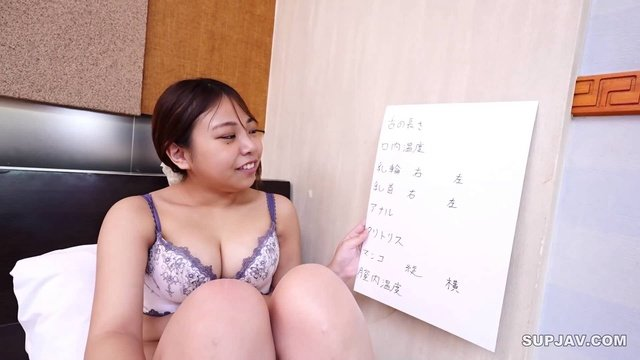 舌の長さ
口内温度
乳輪 右 左
乳首 右 左
アナル
クリトリス
マンコ 縦 横
膣内温度
SUPJAV.COM